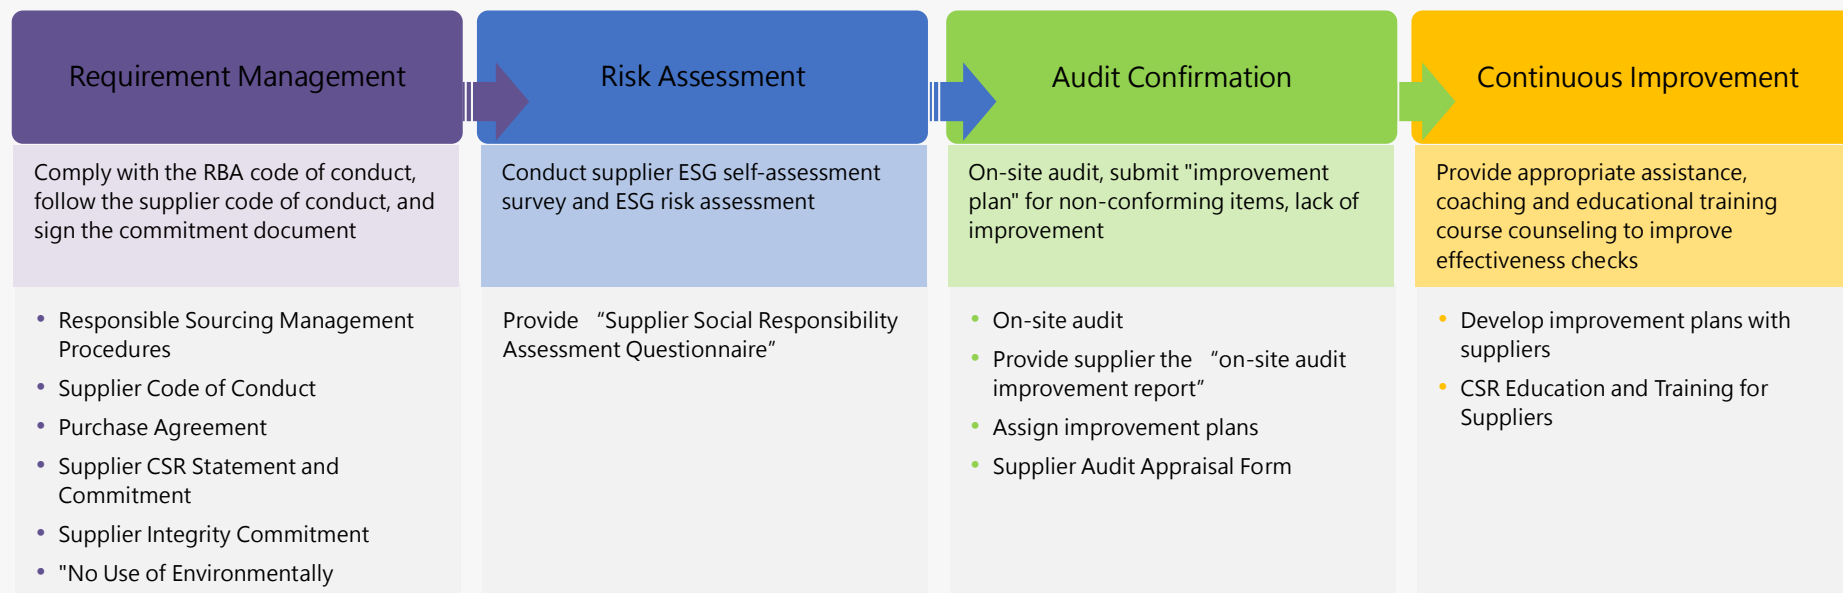 Requirement Management
Risk Assessment
Audit Confirmation
Continuous Improvement
Comply with the RBA code of conduct,
follow the supplier code of conduct, and
sign the commitment document
Conduct supplier ESG self-assessment
survey and ESG risk assessment
On-site audit, submit "improvement
plan" for non-conforming items, lack of
improvement
Provide appropriate assistance,
coaching and educational training
course counseling to improve
effectiveness checks
• Responsible Sourcing Management
Procedures
• Supplier Code of Conduct
• Purchase Agreement
• Supplier CSR Statement and
Commitment
• Supplier Integrity Commitment
• "No Use of Environmentally
Provide “Supplier Social Responsibility
Assessment Questionnaire”
• On-site audit
• Provide supplier the “on-site audit
improvement report”
• Assign improvement plans
• Supplier Audit Appraisal Form
• Develop improvement plans with
suppliers
• CSR Education and Training for
Suppliers